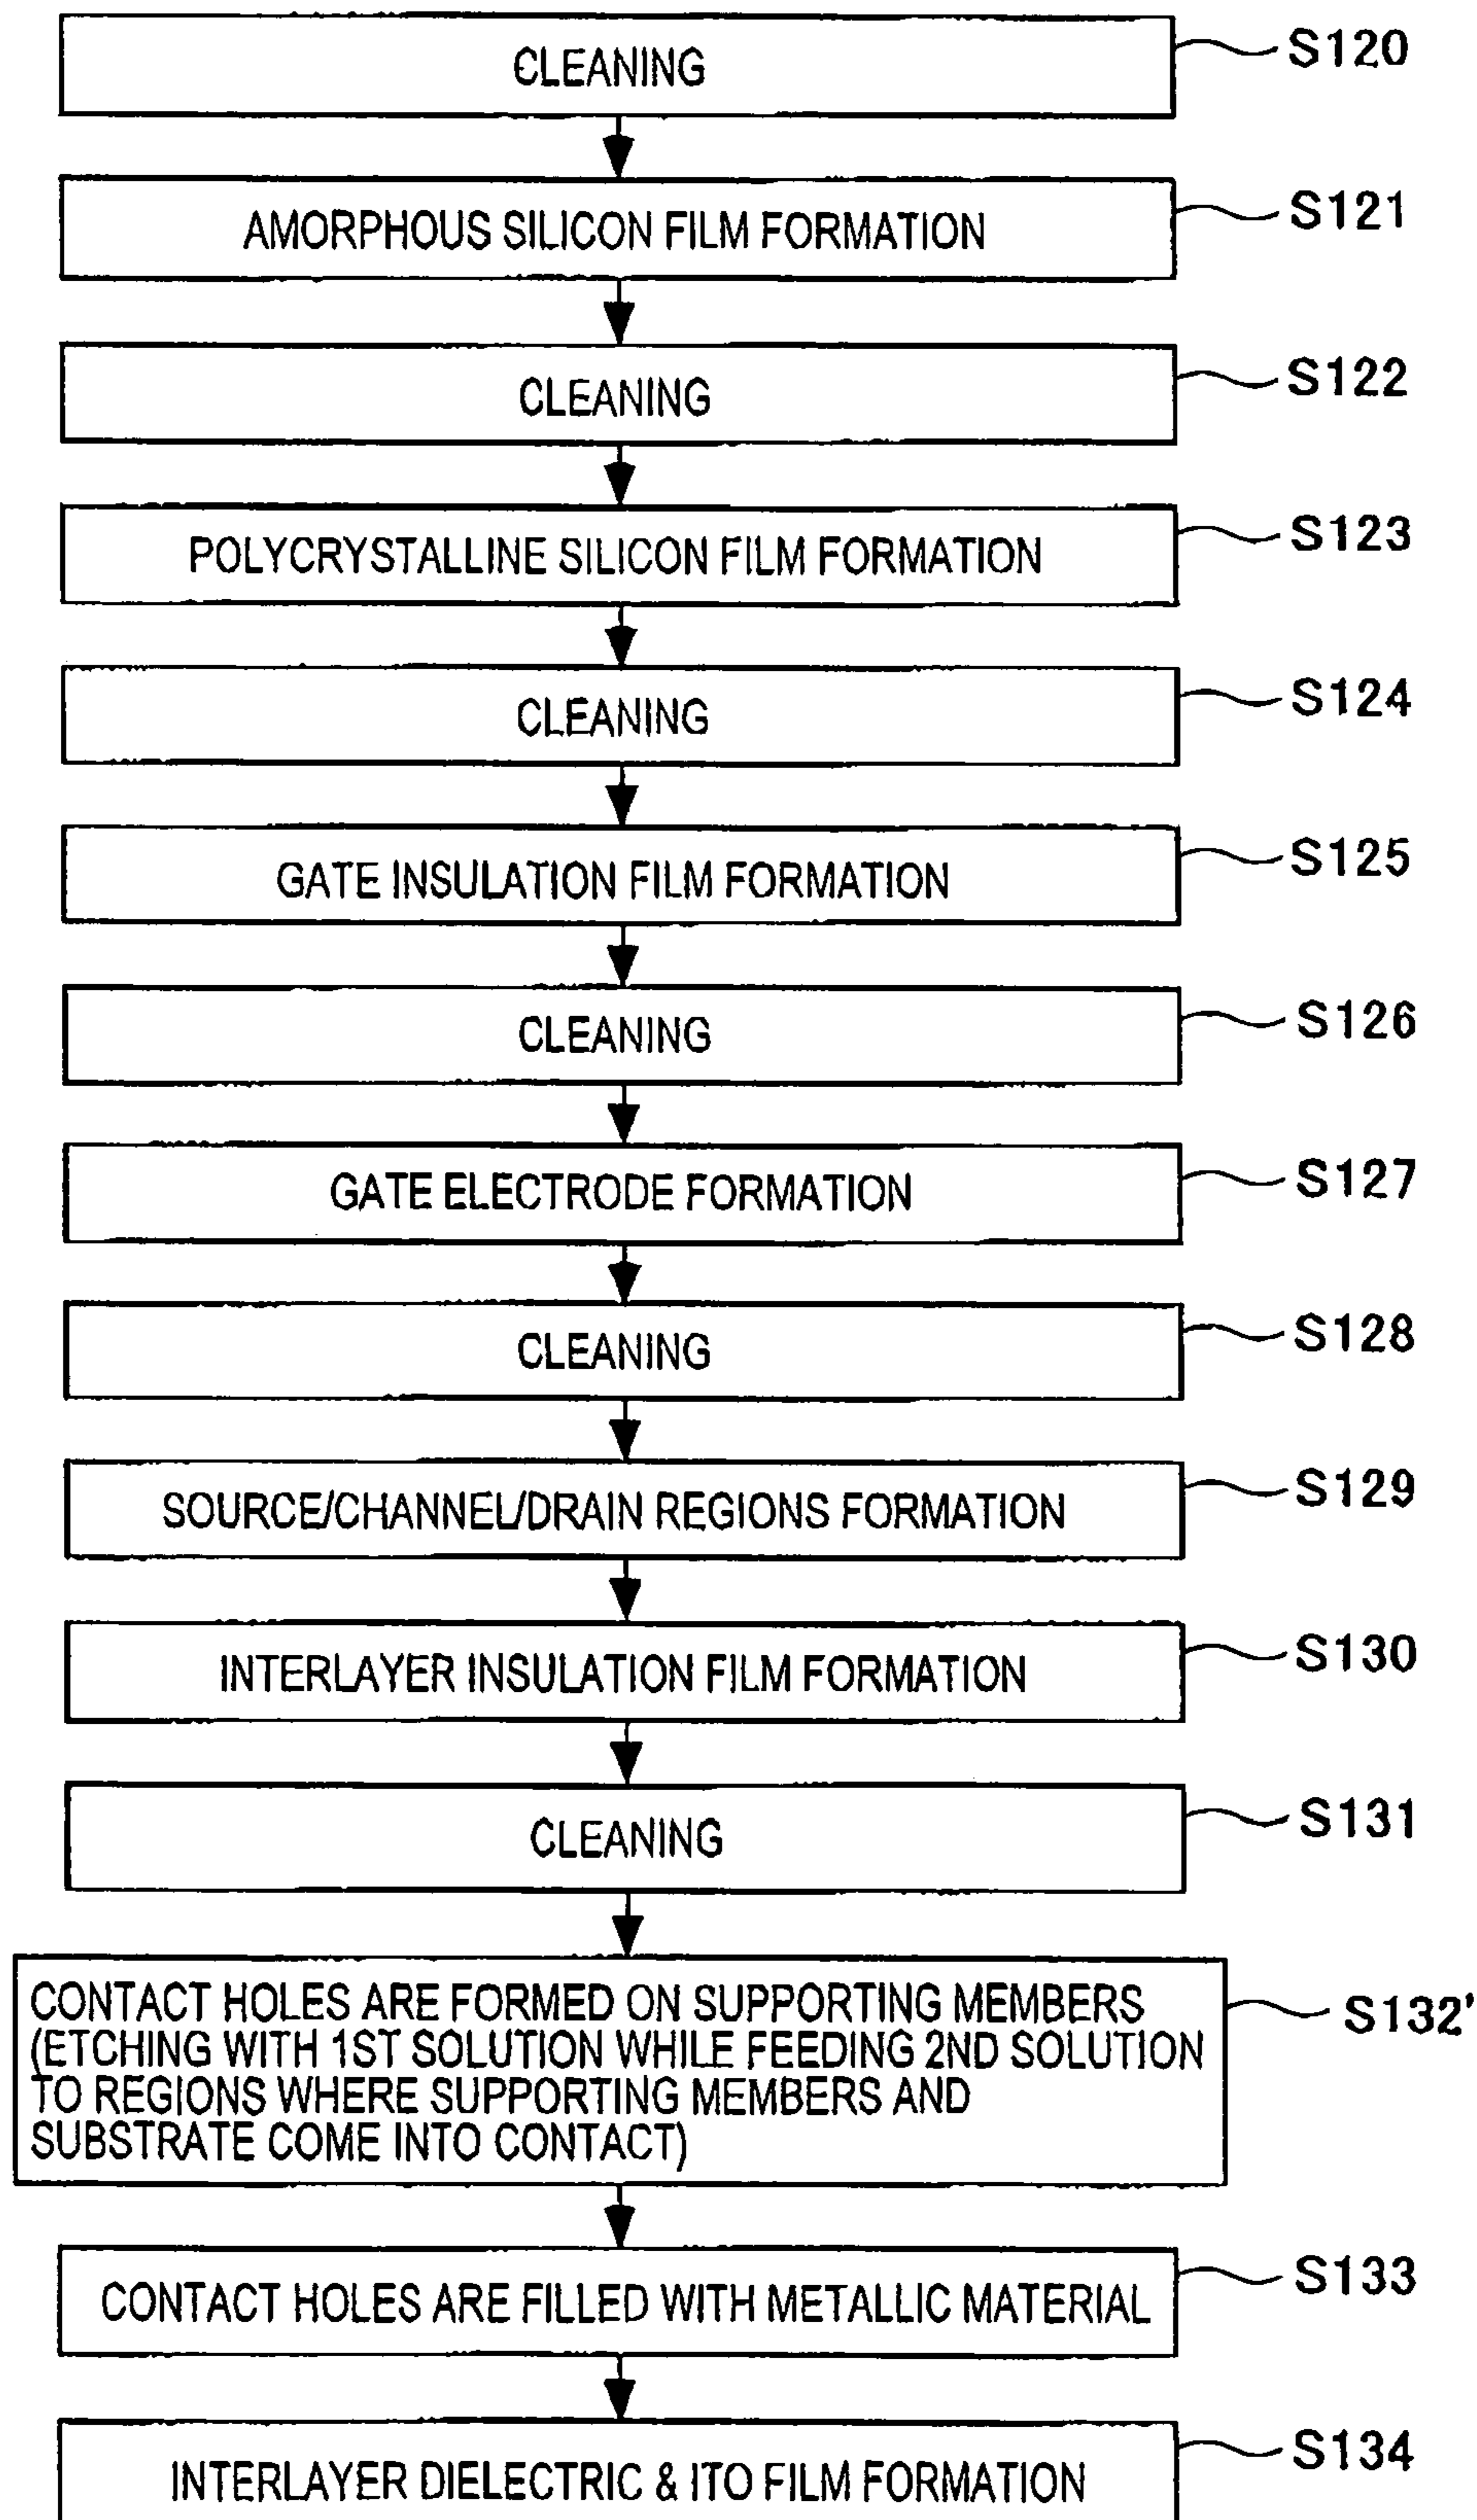 CLEANING S120
AMORPHOUS SILICON FILM FORMATION S121
CLEANING S122
POLYCRYSTALLINE SILICON FILM FORMATION S123
CLEANING S124
GATE INSULATION FILM FORMATION S125
CLEANING S126
GATE ELECTRODE FORMATION S127
CLEANING S128
SOURCE/CHANNEL/DRAIN REGIONS FORMATION S129
INTERLAYER INSULATION FILM FORMATION S130
CLEANING S131
CONTACT HOLES ARE FORMED ON SUPPORTING MEMBERS S132'
(ETCHING WITH 1ST SOLUTION WHILE FEEDING 2ND SOLUTION
TO REGIONS WHERE SUPPORTING MEMBERS AND
SUBSTRATE COME INTO CONTACT)
CONTACT HOLES ARE FILLED WITH METALLIC MATERIAL S133
INTERLAYER DIELECTRIC & ITO FILM FORMATION S134